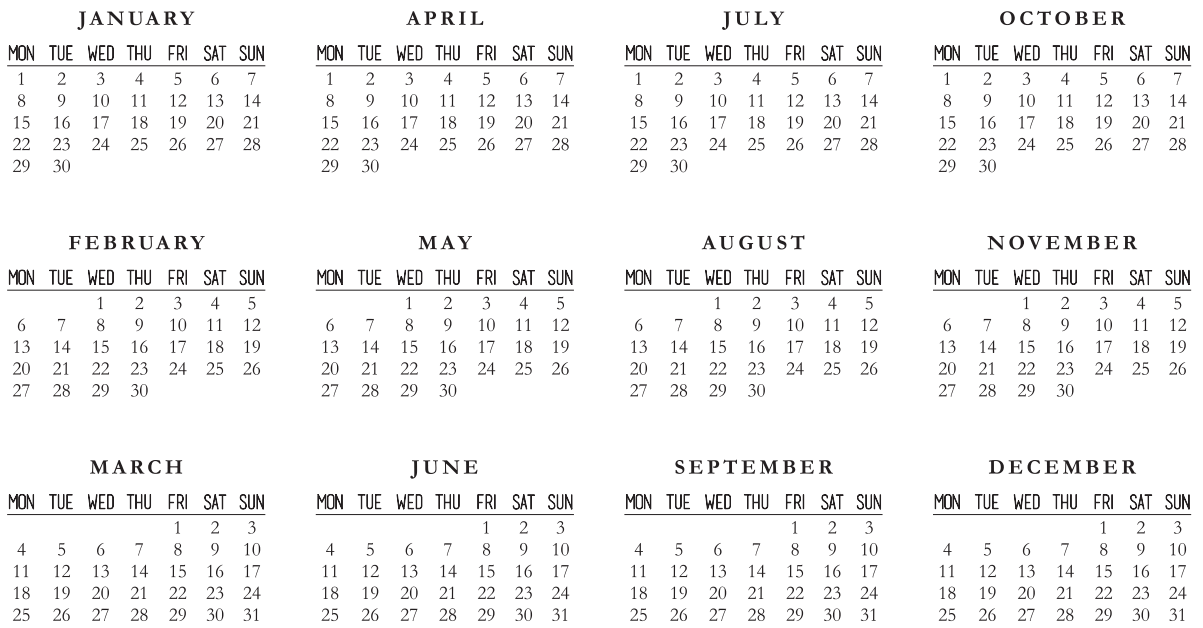 JANUARY
MON TUE WED THU FRI SAT SUN
1 2 3 4 5 6 7
8 9 10 11 12 13 14
15 16 17 18 19 20 21
22 23 24 25 26 27 28
29 30
FEBRUARY
MON TUE WED THU FRI SAT SUN
1 2 3 4 5
6 7 8 9 10 11 12
13 14 15 16 17 18 19
20 21 22 23 24 25 26
27 28 29 30
MARCH
MON TUE WED THU FRI SAT SUN
1 2 3
4 5 6 7 8 9 10
11 12 13 14 15 16 17
18 19 20 21 22 23 24
25 26 27 28 29 30 31
APRIL
MON TUE WED THU FRI SAT SUN
1 2 3 4 5 6 7
8 9 10 11 12 13 14
15 16 17 18 19 20 21
22 23 24 25 26 27 28
29 30
MAY
MON TUE WED THU FRI SAT SUN
1 2 3 4 5
6 7 8 9 10 11 12
13 14 15 16 17 18 19
20 21 22 23 24 25 26
27 28 29 30
JUNE
MON TUE WED THU FRI SAT SUN
1 2 3
4 5 6 7 8 9 10
11 12 13 14 15 16 17
18 19 20 21 22 23 24
25 26 27 28 29 30 31
JULY
MON TUE WED THU FRI SAT SUN
1 2 3 4 5 6 7
8 9 10 11 12 13 14
15 16 17 18 19 20 21
22 23 24 25 26 27 28
29 30
AUGUST
MON TUE WED THU FRI SAT SUN
1 2 3 4 5
6 7 8 9 10 11 12
13 14 15 16 17 18 19
20 21 22 23 24 25 26
27 28 29 30
SEPTEMBER
MON TUE WED THU FRI SAT SUN
1 2 3
4 5 6 7 8 9 10
11 12 13 14 15 16 17
18 19 20 21 22 23 24
25 26 27 28 29 30 31
OCTOBER
MON TUE WED THU FRI SAT SUN
1 2 3 4 5 6 7
8 9 10 11 12 13 14
15 16 17 18 19 20 21
22 23 24 25 26 27 28
29 30
NOVEMBER
MON TUE WED THU FRI SAT SUN
1 2 3 4 5
6 7 8 9 10 11 12
13 14 15 16 17 18 19
20 21 22 23 24 25 26
27 28 29 30
DECEMBER
MON TUE WED THU FRI SAT SUN
1 2 3
4 5 6 7 8 9 10
11 12 13 14 15 16 17
18 19 20 21 22 23 24
25 26 27 28 29 30 31